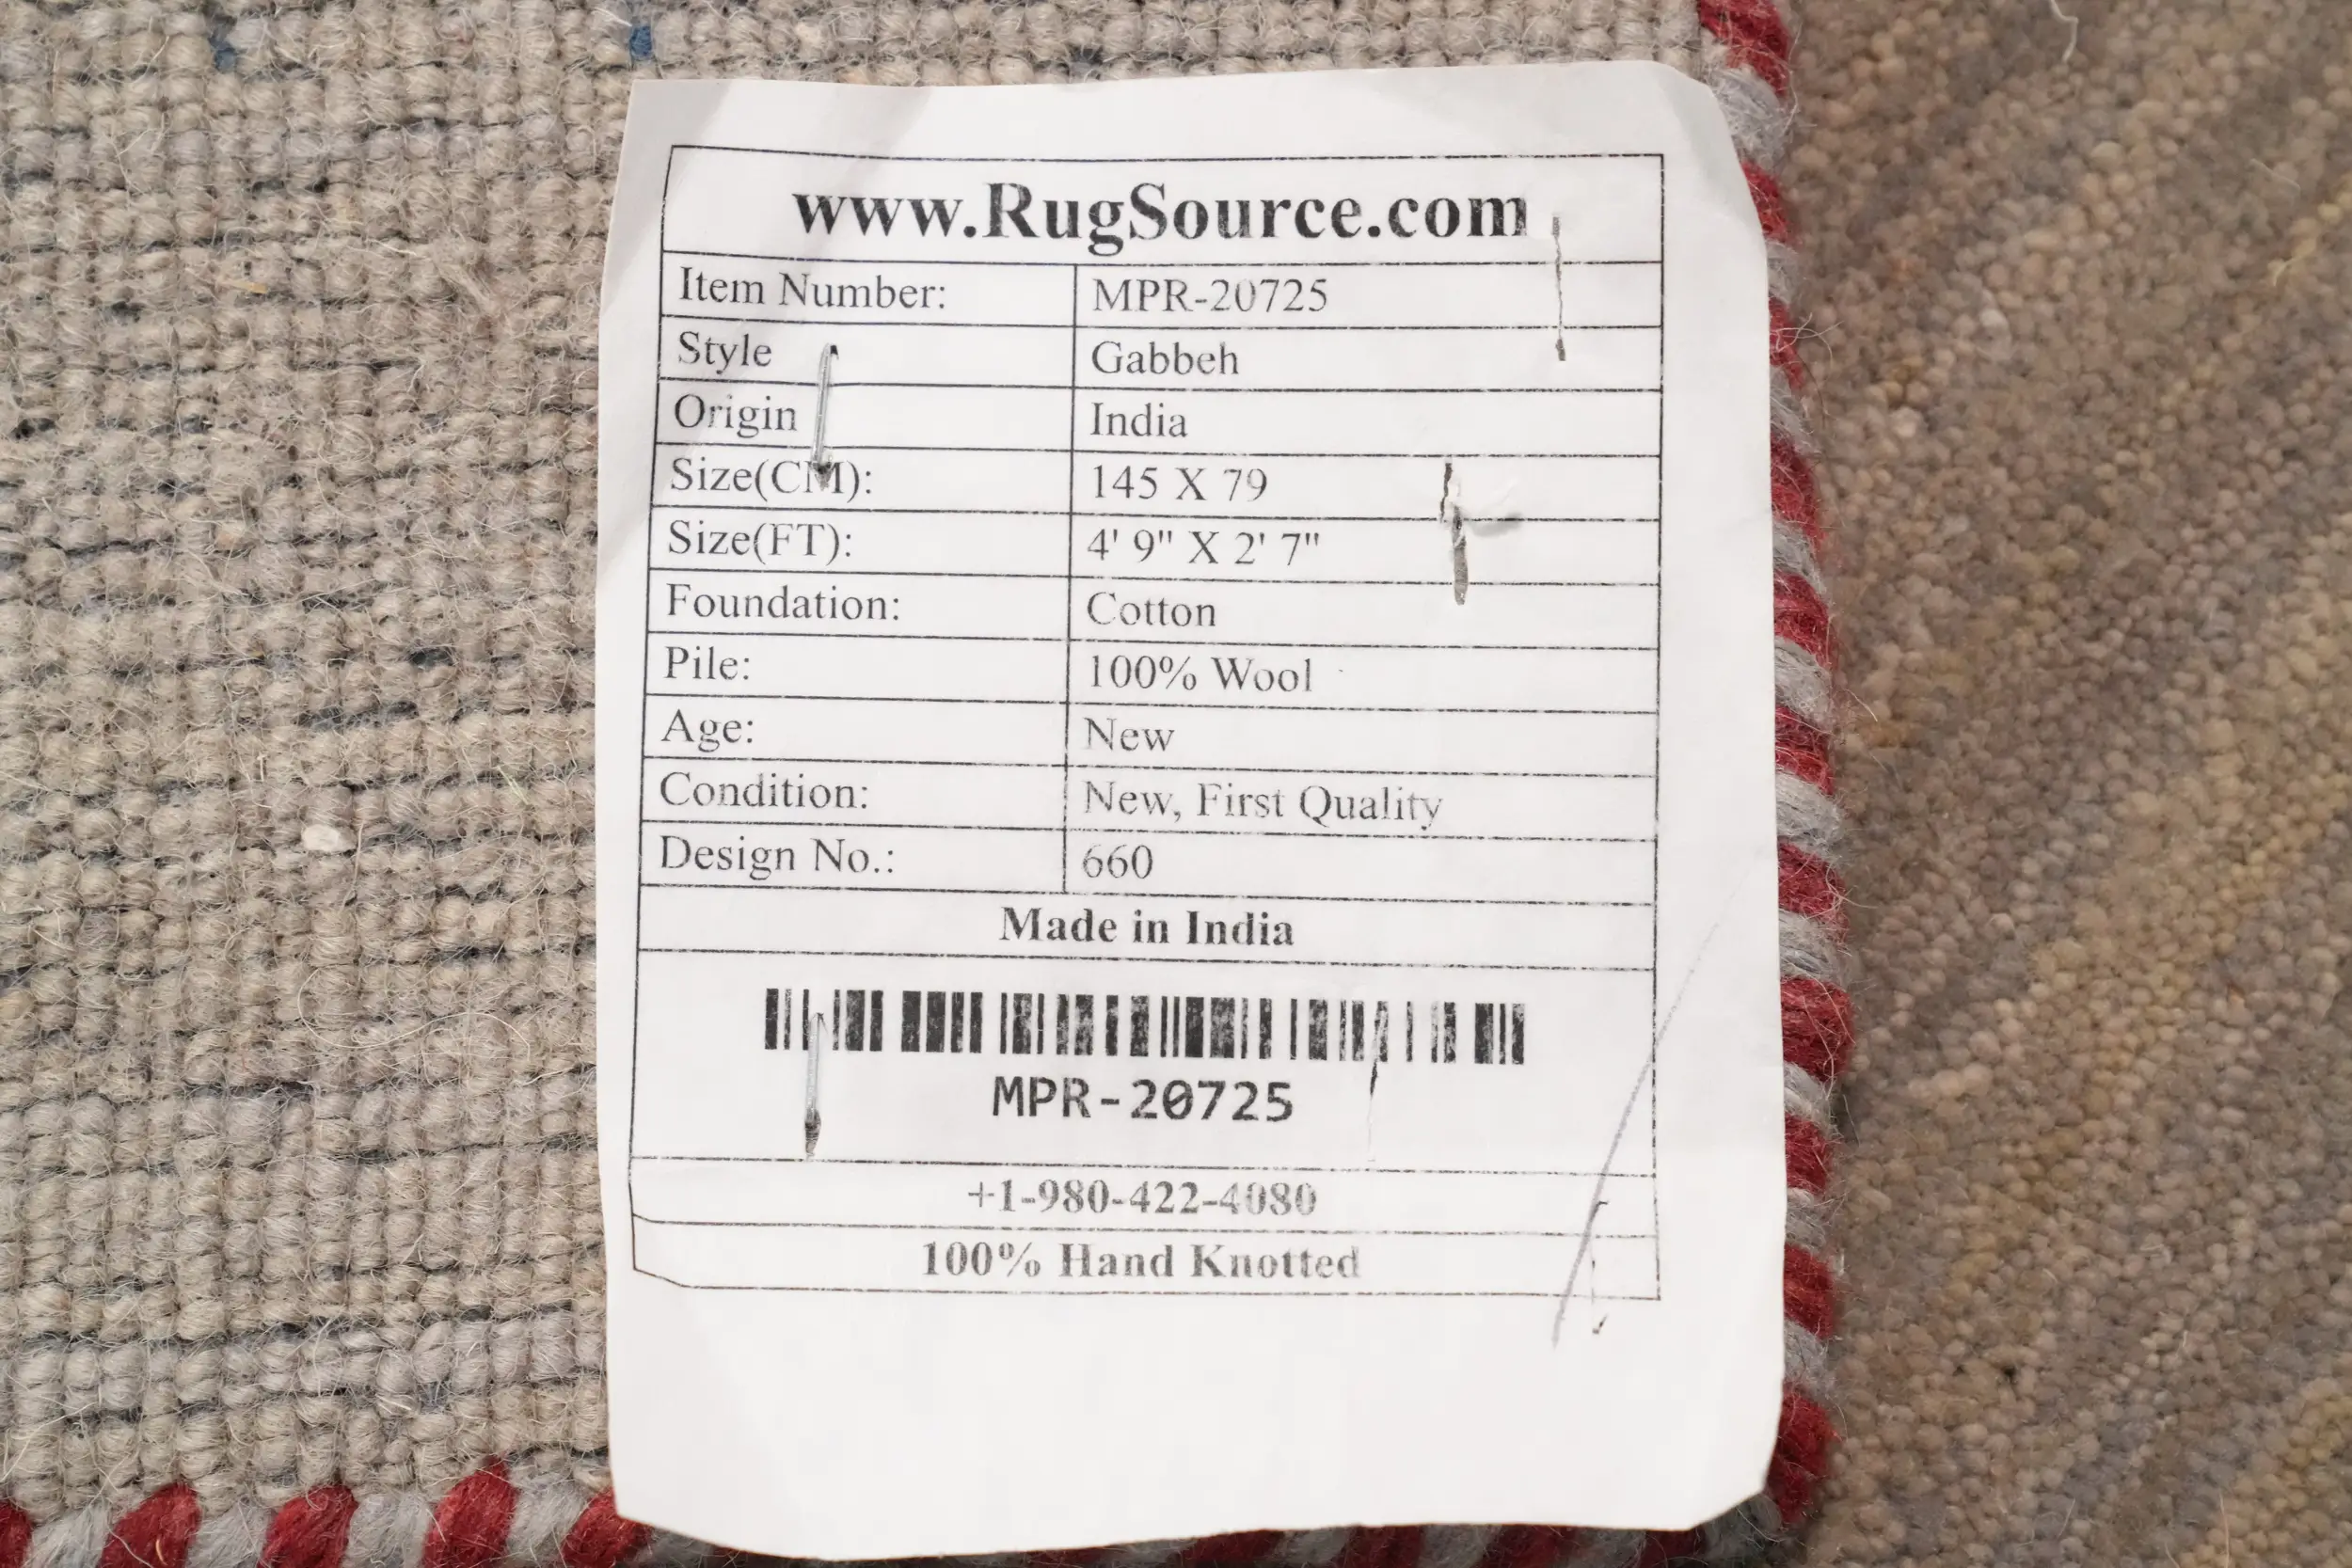 www.RugSource.com
Item Number: MPR-20725
Style Gabbeh
Origin India
Size(CM): 145 X 79
Size(FT): 4' 9" X 2' 7"
Foundation: Cotton
Pile: 100% Wool
Age: New
Condition: New, First Quality
Design No.: 660
Made in India
MPR-20725
+1-980-422-4080
100% Hand Knotted